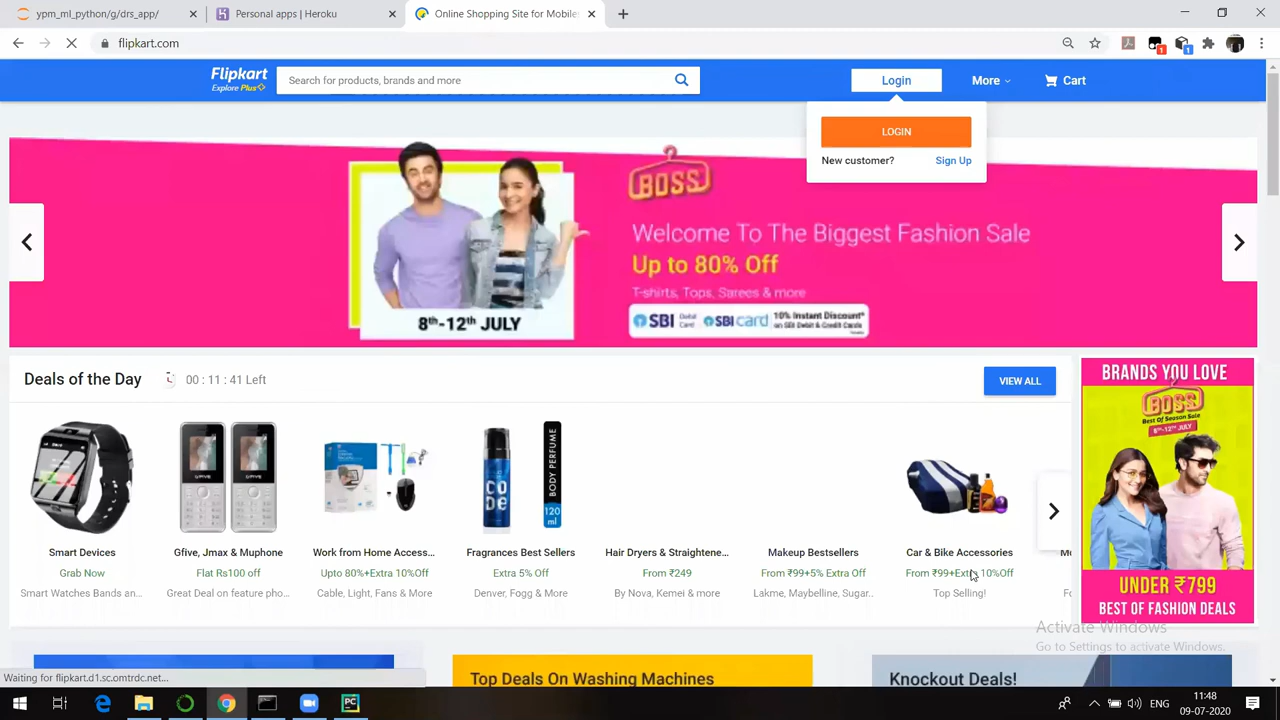 ypm_ml_python/g/drs_app/
Personal apps | Heroku
Online Shopping Site for Mobile
flipkart.com
Flipkart
Explore Plus
Search for products, brands and more
Login
More
Cart
LOGIN
New customer?
Sign Up
BOSS
Welcome To The Biggest Fashion Sale
Up to 80% Off
T-shirts, Tops, Sarees & more
SBI Debit Card
SBI card
10% Instant Discount*
on SBI Debit & Credit Cards
8th-12th JULY
Deals of the Day
00 : 11 : 41 Left
VIEW ALL
Smart Devices
Grab Now
Smart Watches Bands an...
Gfive, Jmax & Muphone
Flat Rs100 off
Great Deal on feature pho...
Work from Home Access...
Upto 80%+Extra 10%Off
Cable, Light, Fans & More
CODE
BODY PERFUME
120 ml
Fragrances Best Sellers
Extra 5% Off
Denver, Fogg & More
Hair Dryers & Straightene...
From ₹249
By Nova, Kemei & more
Makeup Bestsellers
From ₹99+5% Extra Off
Lakme, Maybelline, Sugar..
Car & Bike Accessories
From ₹99+Extra 10%Off
Top Selling!
BRANDS YOU LOVE
BOSS
Best Of Season Sale
8th-12th JULY
UNDER ₹799
BEST OF FASHION DEALS
Top Deals On Washing Machines
Knockout Deals!
Activate Windows
Go to Settings to activate Windows.
Waiting for flipkart.d1.sc.omtrdc.net...
ENG
11:48
09-07-2020